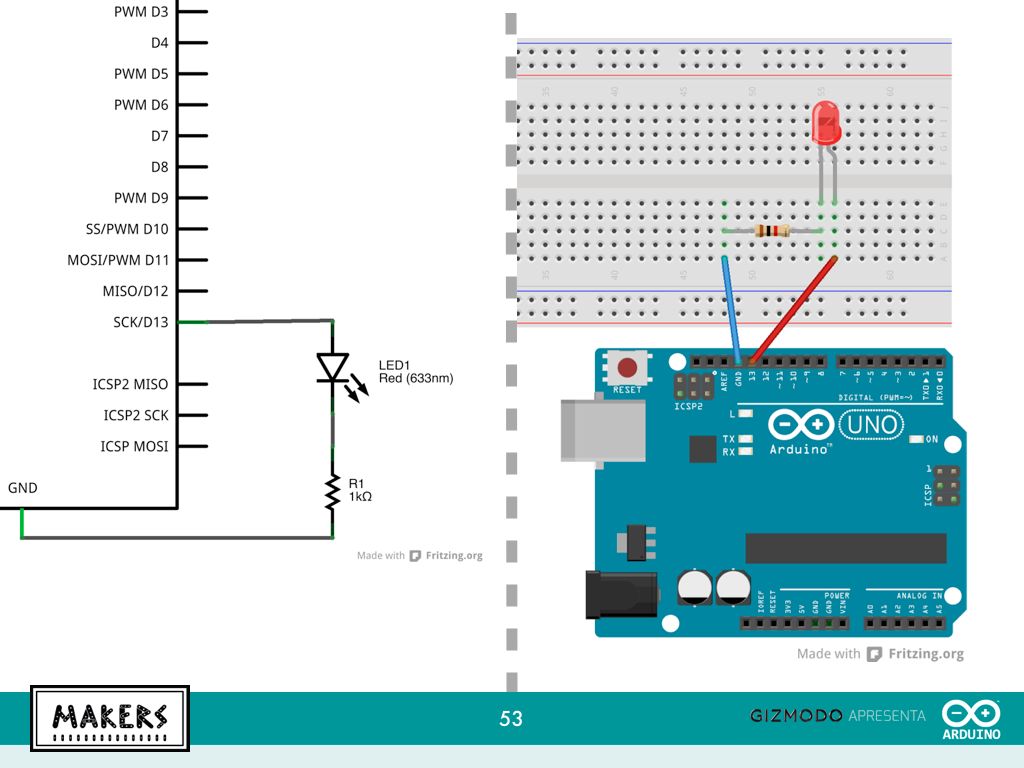 PWM D3
D4
PWM D5
PWM D6
D7
D8
PWM D9
SS/PWM D10
MOSI/PWM D11
MISO/D12
SCK/D13
ICSP2 MISO
ICSP2 SCK
ICSP MOSI
GND
LED1
Red (633nm)
R1
1kΩ
Made with Fritzing.org
35 40 45 50 55 60
J
I
H
G
F
E
D
C
B
A
35 40 45 50 55 60
RESET
ICSP2
AREF
GND
13
12
~11
~10
~9
8
7
~6
~5
4
~3
2
TX0▶1
RX0◀0
DIGITAL (PWM=~)
L
TX
RX
Arduino™
UNO
ON
1
ICSP
POWER
ANALOG IN
IOREF
RESET
3V3
5V
GND
GND
VIN
A0
A1
A2
A3
A4
A5
Made with Fritzing.org
MAKERS
53
GIZMODO APRESENTA
ARDUINO